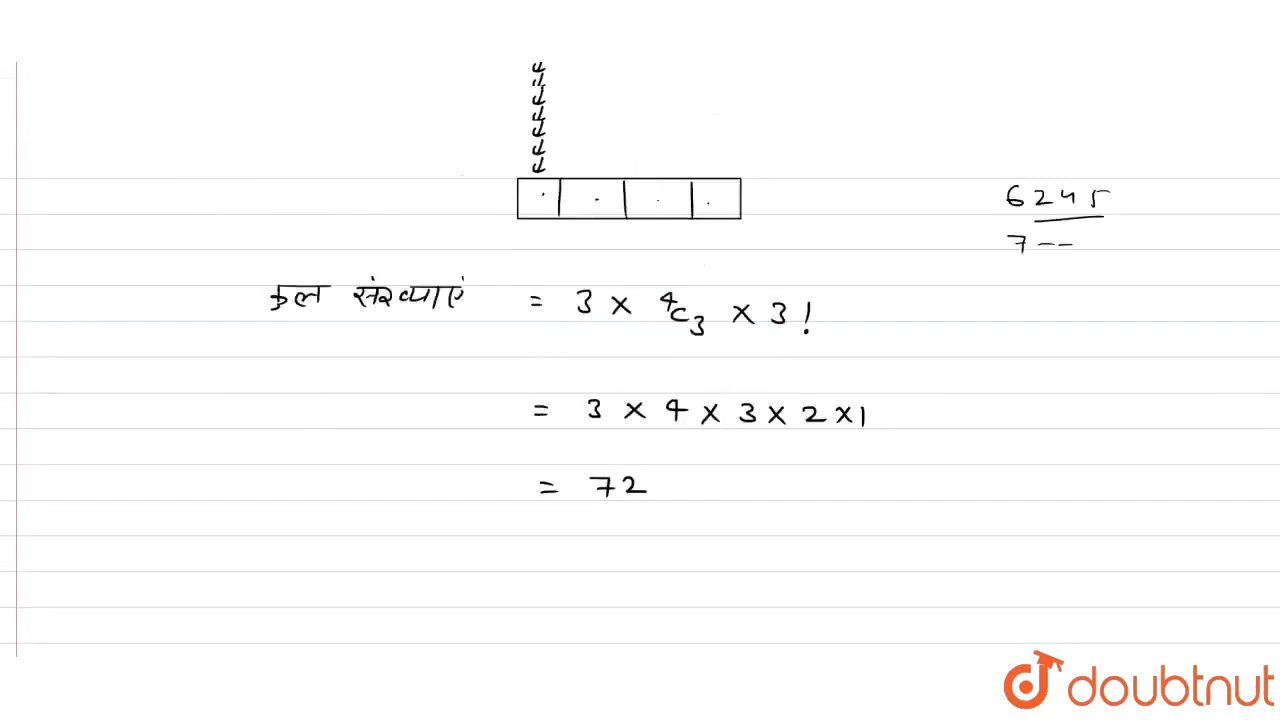 6245
7--
कुल संख्याएं = 3 × ⁴C₃ × 3!
= 3 × 4 × 3 × 2 × 1
= 72
doubtnut